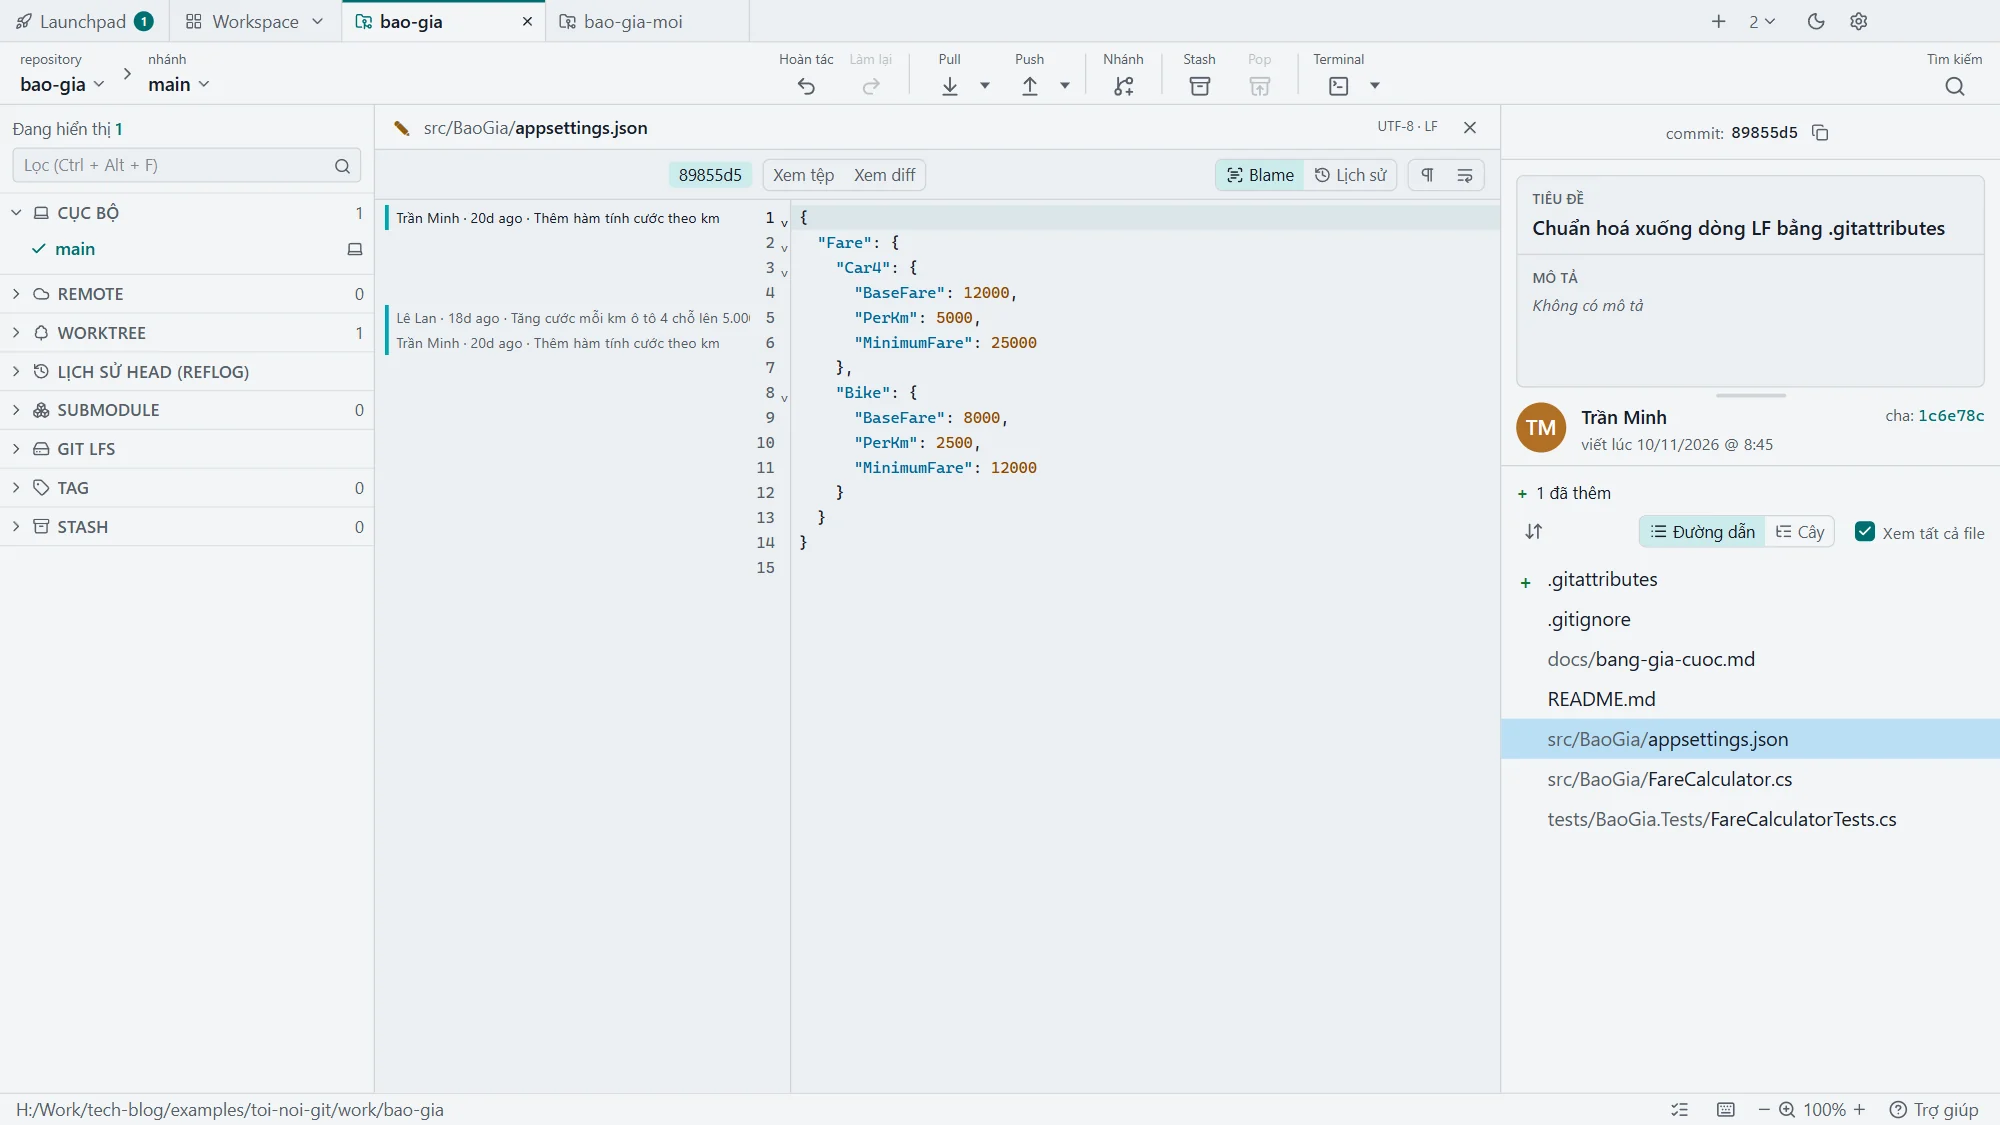 Launchpad 1 Workspace bao-gia bao-gia-moi 2
repository nhánh Hoàn tác Làm lại Pull Push Nhánh Stash Pop Terminal Tìm kiếm
bao-gia main
Đang hiển thị 1
Lọc (Ctrl + Alt + F)
CỤC BỘ 1
main
REMOTE 0
WORKTREE 1
LỊCH SỬ HEAD (REFLOG)
SUBMODULE 0
GIT LFS
TAG 0
STASH 0
src/BaoGia/appsettings.json UTF-8 · LF
89855d5 Xem tệp Xem diff Blame Lịch sử
Trần Minh · 20d ago · Thêm hàm tính cước theo km
Lê Lan · 18d ago · Tăng cước mỗi km ô tô 4 chỗ lên 5.00
Trần Minh · 20d ago · Thêm hàm tính cước theo km
1 {
2 "Fare": {
3 "Car4": {
4 "BaseFare": 12000,
5 "PerKm": 5000,
6 "MinimumFare": 25000
7 },
8 "Bike": {
9 "BaseFare": 8000,
10 "PerKm": 2500,
11 "MinimumFare": 12000
12 }
13 }
14 }
15
commit: 89855d5
TIÊU ĐỀ
Chuẩn hoá xuống dòng LF bằng .gitattributes
MÔ TẢ
Không có mô tả
TM
Trần Minh cha: 1c6e78c
viết lúc 10/11/2026 @ 8:45
+ 1 đã thêm
Đường dẫn Cây Xem tất cả file
+ .gitattributes
.gitignore
docs/bang-gia-cuoc.md
README.md
src/BaoGia/appsettings.json
src/BaoGia/FareCalculator.cs
tests/BaoGia.Tests/FareCalculatorTests.cs
H:/Work/tech-blog/examples/toi-noi-git/work/bao-gia 100% Trợ giúp